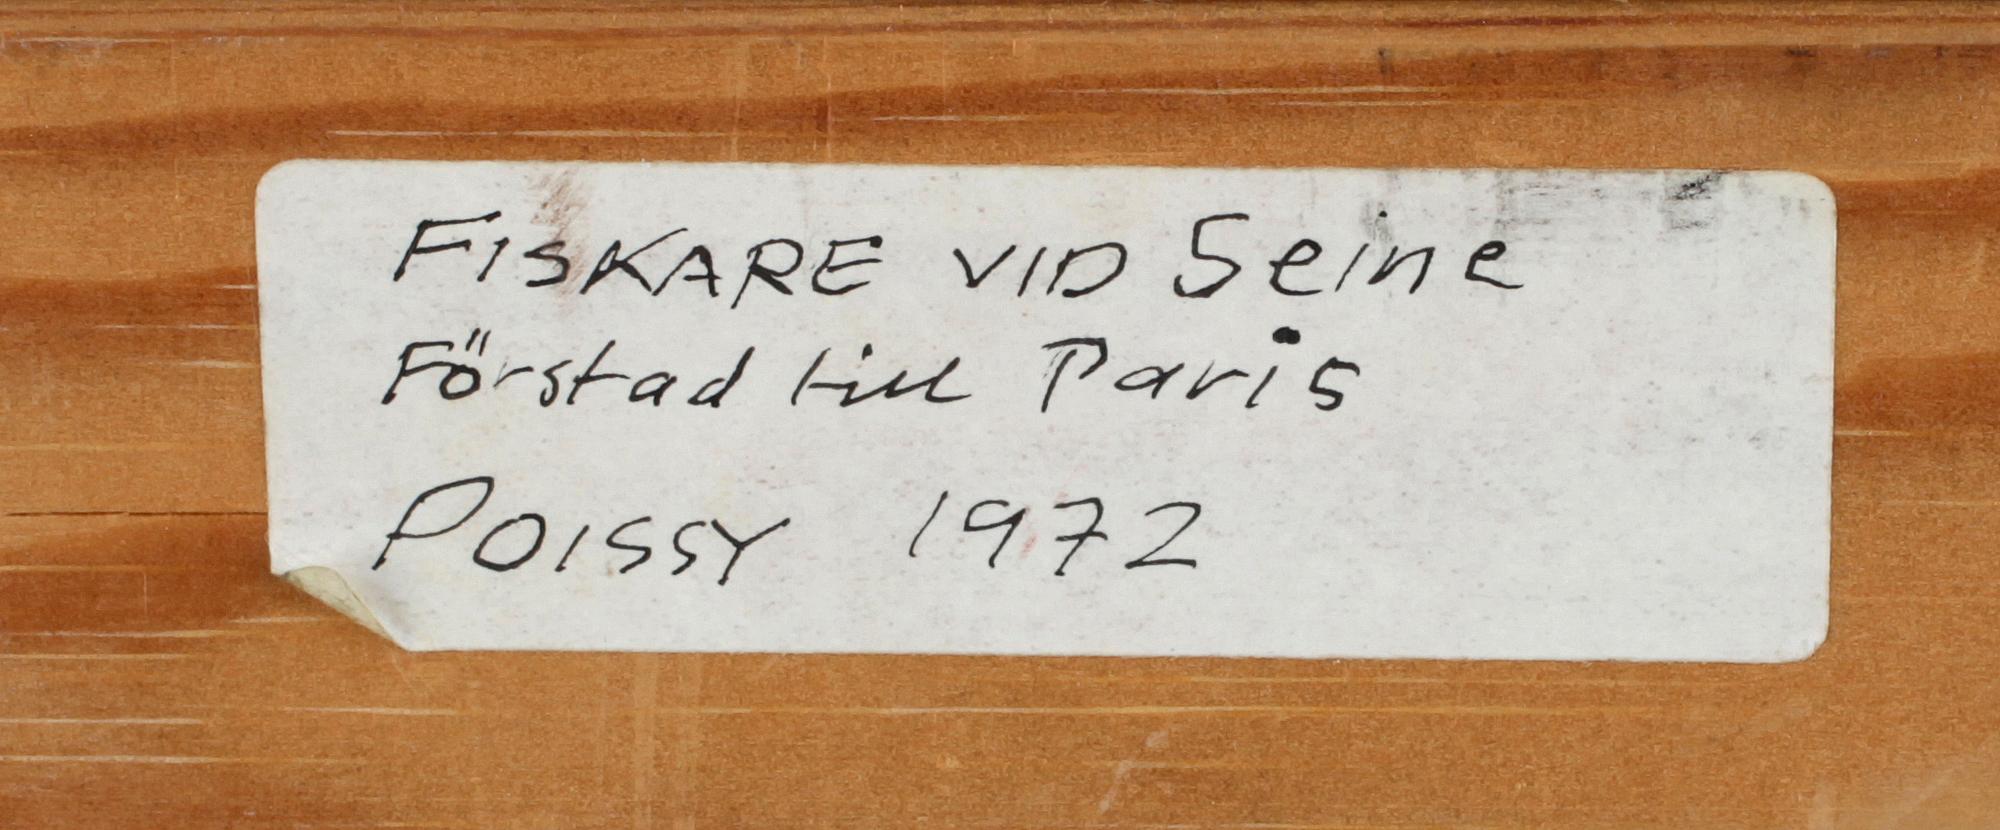 FISKARE VID Seine
Förstad till Paris
POISSY 1972